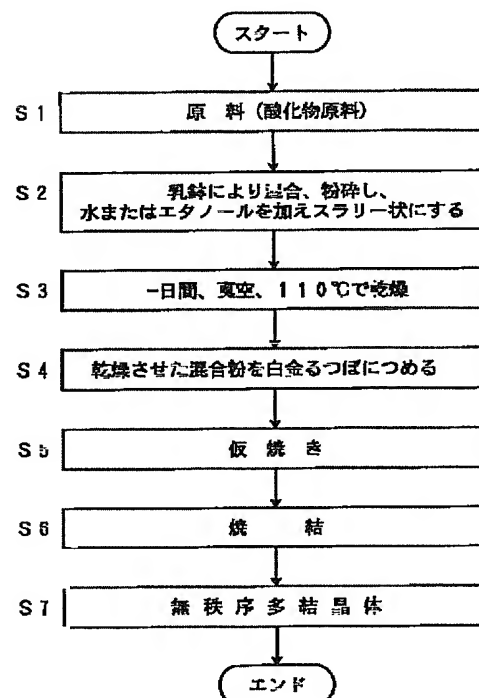 スタート
S1 原 料 (酸化物原料)
S2 乳鉢により混合、粉砕し、
水またはエタノールを加えスラリー状にする
S3 一日間、真空、110℃で乾燥
S4 乾燥させた混合粉を白金るつぼにつめる
S5 仮 焼 き
S6 焼 結
S7 無 秩 序 多 結 晶 体
エンド